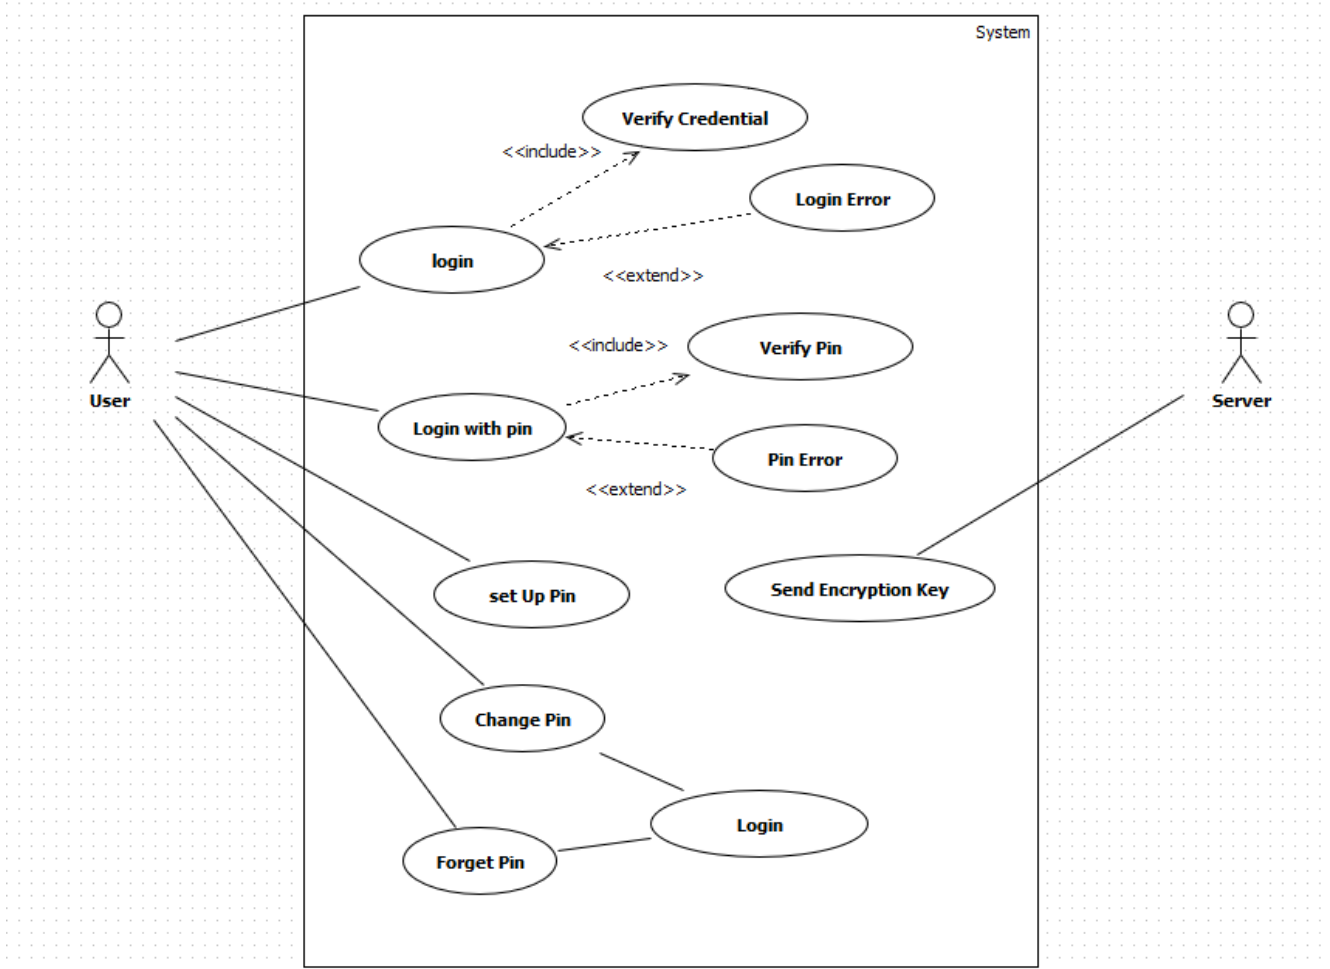 System
Verify Credential
<<include>>
Login Error
login
<<extend>>
<<include>>
Verify Pin
User
Server
Login with pin
Pin Error
<<extend>>
set Up Pin
Send Encryption Key
Change Pin
Login
Forget Pin